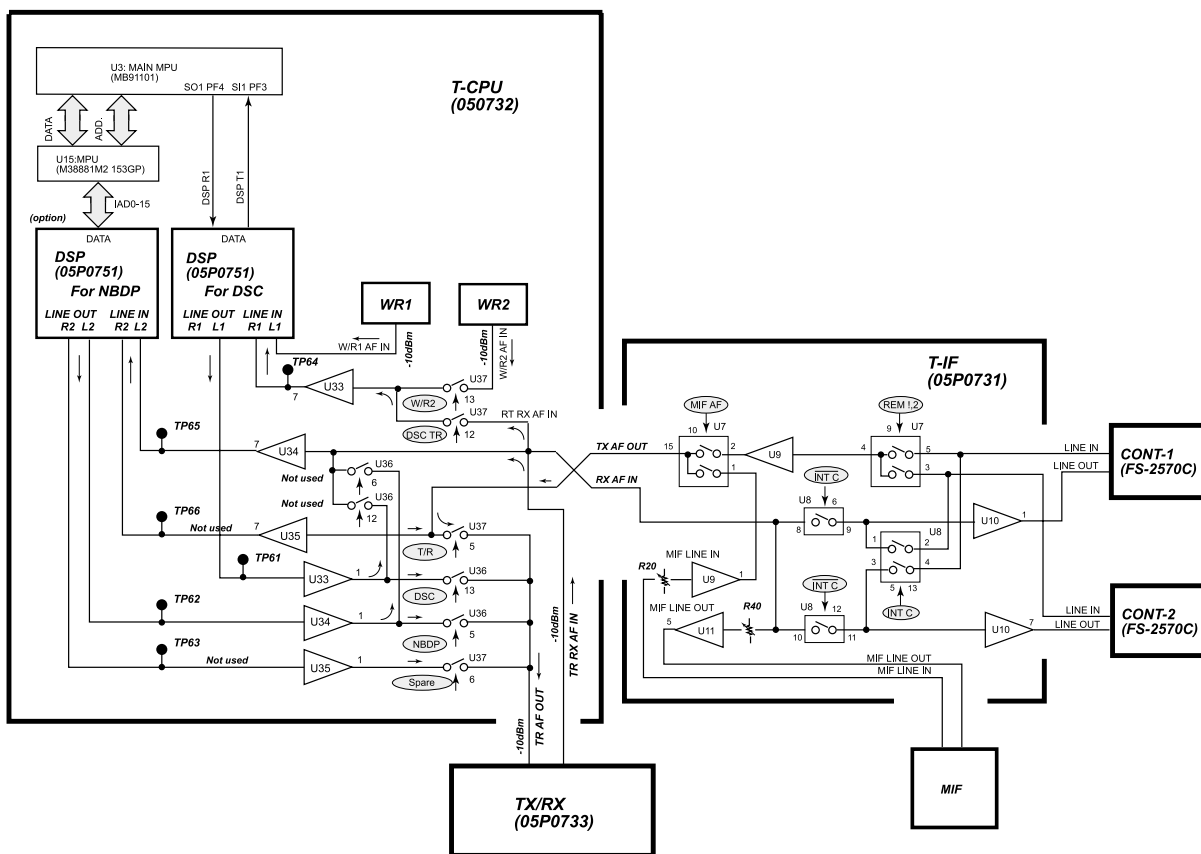 U3: MAIN MPU
(MB91101)
SO1 PF4 SI1 PF3
T-CPU
(050732)
DATA
ADD.
U15:MPU
(M38881M2 153GP)
DSP R1
DSP T1
IAD0-15
(option)
DATA
DSP
(05P0751)
For NBDP
LINE OUT LINE IN
R2 L2 R2 L2
DATA
DSP
(05P0751)
For DSC
LINE OUT LINE IN
R1 L1 R1 L1
WR1
WR2
-10dBm
W/R1 AF IN
-10dBm
W/R2 AF IN
TP64
7
U33
U37
W/R2
13
U37
DSC TR
12
RT RX AF IN
TP65
7
U34
Not used
U36
6
Not used
U36
12
TP66
Not used
7
U35
U37
T/R
5
TP61
U33
1
U36
DSC
13
TP62
U34
1
U36
NBDP
5
TP63
Not used
U35
1
U37
Spare
6
-10dBm
TR AF OUT
-10dBm
TR RX AF IN
TX/RX
(05P0733)
T-IF
(05P0731)
MIF AF
10
U7
15
2
1
TX AF OUT
RX AF IN
U9
REM !,2
9
U7
4
5
3
LINE IN
LINE OUT
CONT-1
(FS-2570C)
INT C
U8
6
8
9
U10
1
U8
1
2
3
4
5
13
INT C
MIF LINE IN
R20
U9
1
MIF LINE OUT
5
U11
R40
INT C
U8
12
10
11
U10
7
LINE IN
LINE OUT
CONT-2
(FS-2570C)
MIF LINE OUT
MIF LINE IN
MIF